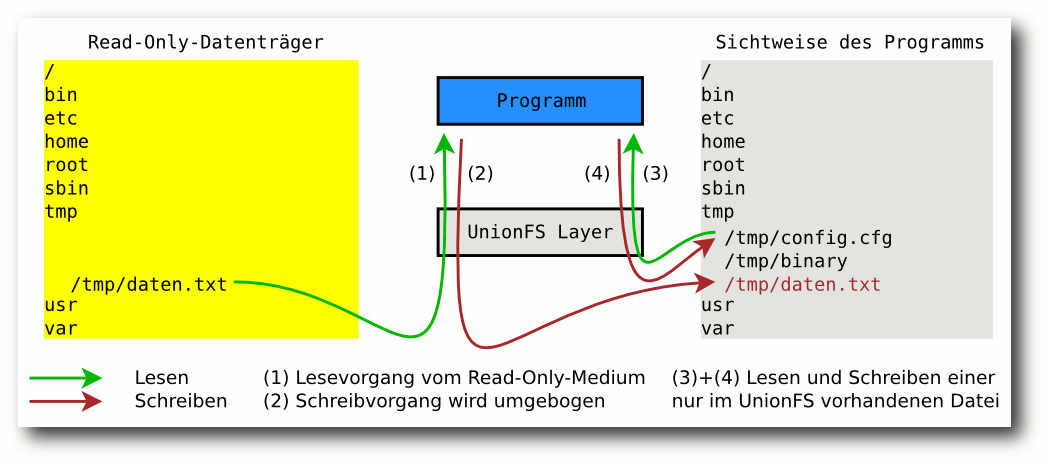 Read-Only-Datenträger
/
bin
etc
home
root
sbin
tmp
/tmp/daten.txt
usr
var
Programm
(1)
(2)
(4)
(3)
UnionFS Layer
Sichtweise des Programms
/
bin
etc
home
root
sbin
tmp
/tmp/config.cfg
/tmp/binary
/tmp/daten.txt
usr
var
Lesen
Schreiben
(1) Lesevorgang vom Read-Only-Medium
(2) Schreibvorgang wird umgebogen
(3)+(4) Lesen und Schreiben einer
nur im UnionFS vorhandenen Datei